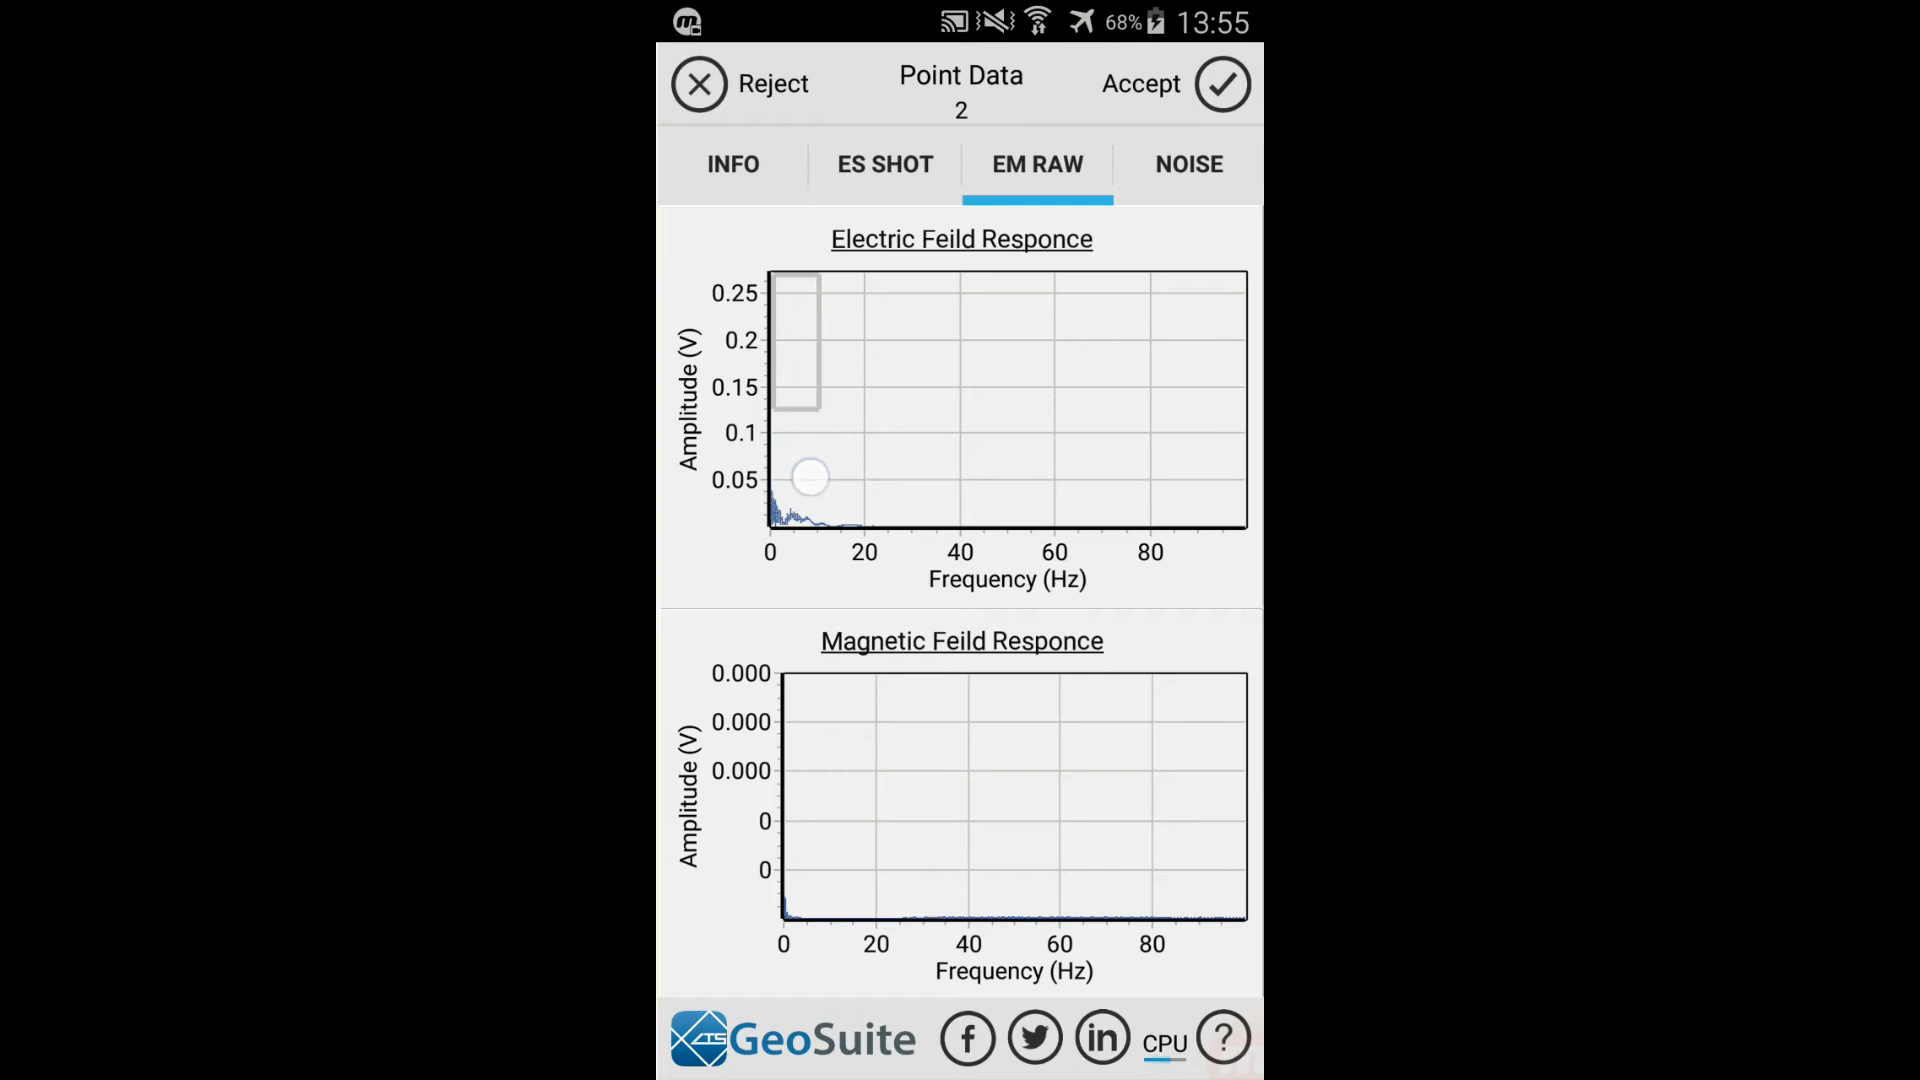 68% 13:55
Reject
Point Data
2
Accept
INFO
ES SHOT
EM RAW
NOISE
Electric Feild Responce
Amplitude (V)
0.25
0.2
0.15
0.1
0.05
0 20 40 60 80
Frequency (Hz)
Magnetic Feild Responce
Amplitude (V)
0.000
0.000
0.000
0
0
0 20 40 60 80
Frequency (Hz)
GeoSuite
f
in
CPU
?